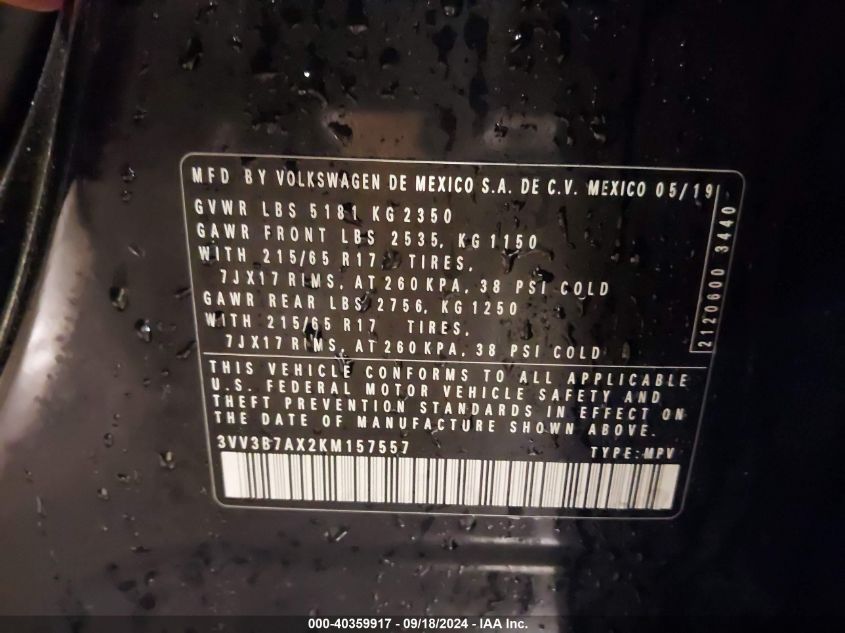 MFD BY VOLKSWAGEN DE MEXICO S.A. DE C.V. MEXICO 05/19
GVWR LBS 5181 KG 2350
GAWR FRONT LBS 2535, KG 1150
WITH 215/65 R17 TIRES,
7JX17 RIMS, AT 260 KPA, 38 PSI COLD
GAWR REAR LBS 2756, KG 1250
WITH 215/65 R17 TIRES,
7JX17 RIMS, AT 260 KPA, 38 PSI COLD
2120600 3440
THIS VEHICLE CONFORMS TO ALL APPLICABLE
U.S. FEDERAL MOTOR VEHICLE SAFETY AND
THEFT PREVENTION STANDARDS IN EFFECT ON
THE DATE OF MANUFACTURE SHOWN ABOVE.
3VV3B7AX2KM157557 TYPE: MPV
000-40359917 - 09/18/2024 - IAA Inc.